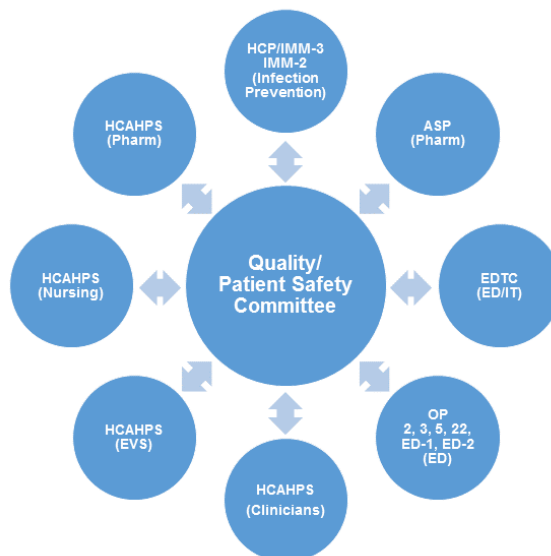 HCP/IMM-3
IMM-2
(Infection
Prevention)
HCAHPS
(Pharm)
ASP
(Pharm)
HCAHPS
(Nursing)
Quality/
Patient Safety
Committee
EDTC
(ED/IT)
HCAHPS
(EVS)
OP
2, 3, 5, 22,
ED-1, ED-2
(ED)
HCAHPS
(Clinicians)